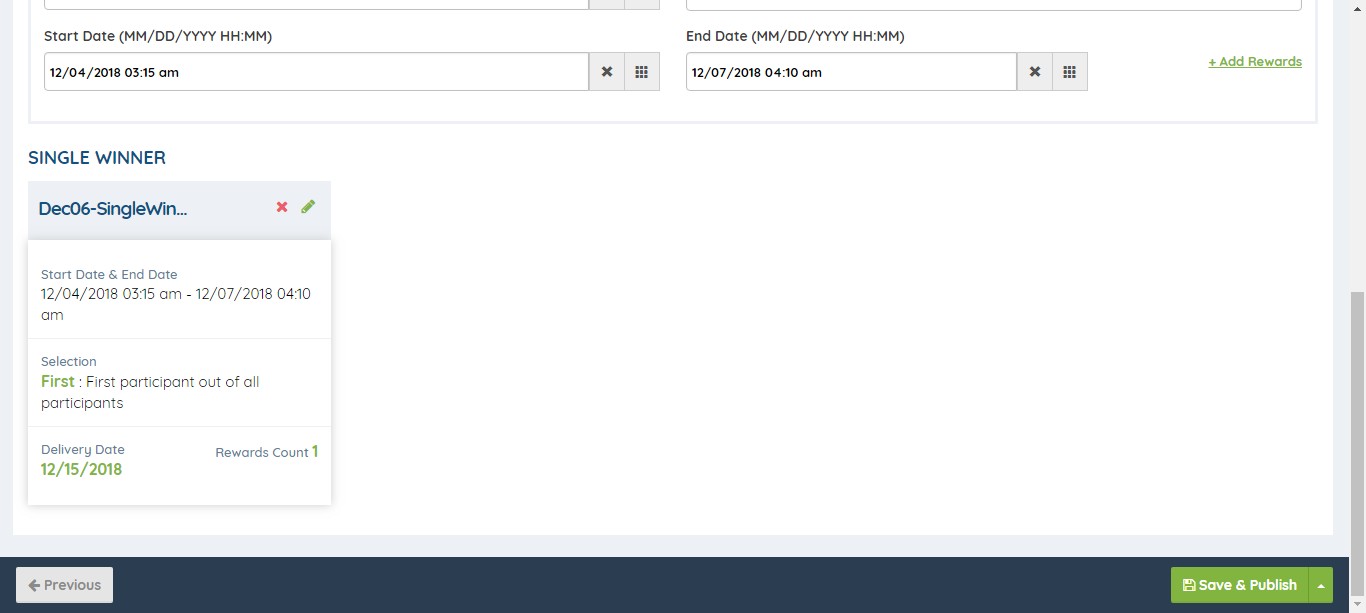 Start Date (MM/DD/YYYY HH:MM)
End Date (MM/DD/YYYY HH:MM)
12/04/2018 03:15 am
12/07/2018 04:10 am
+ Add Rewards
SINGLE WINNER
Dec06-SingleWin...
Start Date & End Date
12/04/2018 03:15 am - 12/07/2018 04:10
am
Selection
First : First participant out of all
participants
Delivery Date
Rewards Count 1
12/15/2018
Previous
Save & Publish